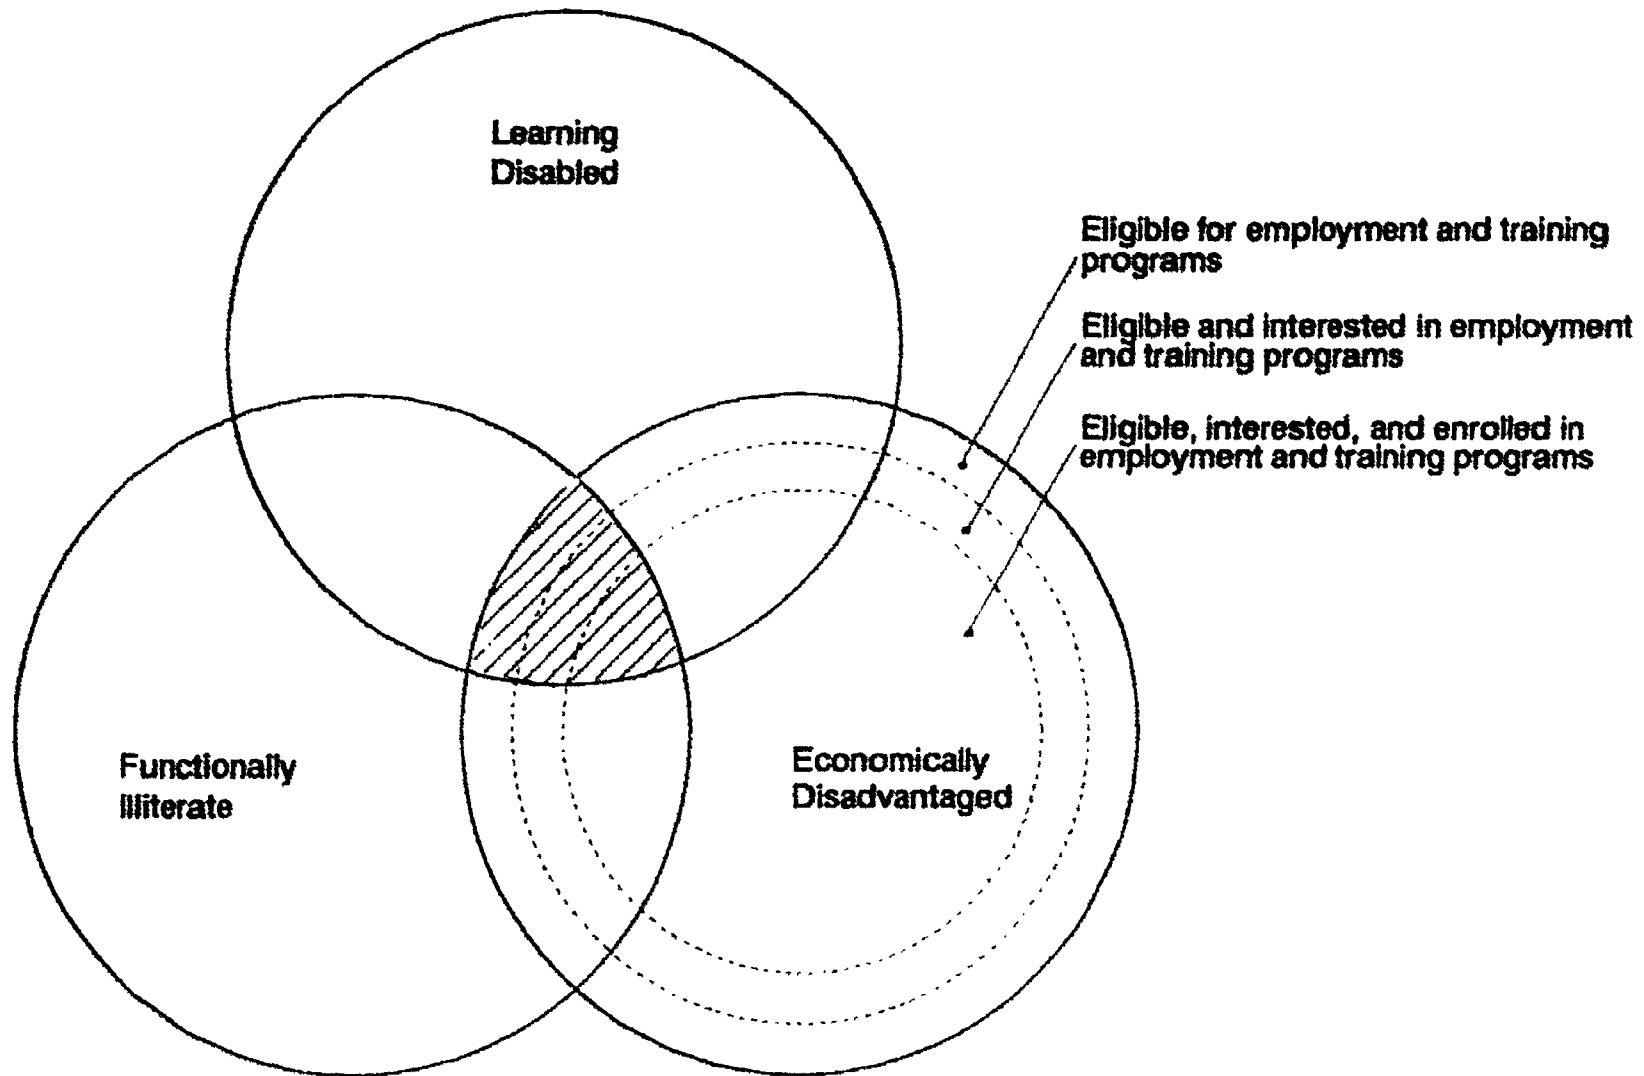 Learning
Disabled
Eligible for employment and training
programs
Eligible and interested in employment
and training programs
Eligible, interested, and enrolled in
employment and training programs
Functionally
Illiterate
Economically
Disadvantaged